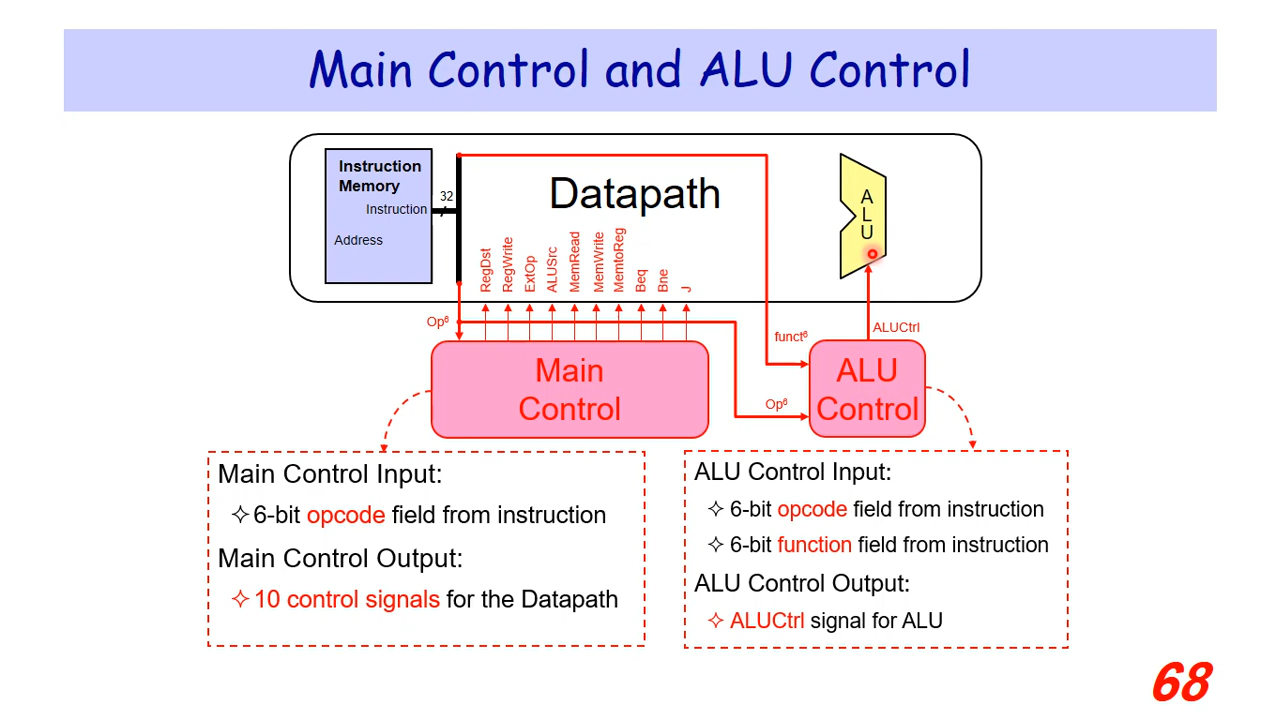 Main Control and ALU Control
Instruction
Memory
Instruction
Address
32
Datapath
A
L
U
RegDst
RegWrite
ExtOp
ALUSrc
MemRead
MemWrite
MemtoReg
Beq
Bne
J
Op⁶
funct⁶
ALUCtrl
Op⁶
Main
Control
ALU
Control
Main Control Input:
✧ 6-bit opcode field from instruction
Main Control Output:
✧ 10 control signals for the Datapath
ALU Control Input:
✧ 6-bit opcode field from instruction
✧ 6-bit function field from instruction
ALU Control Output:
✧ ALUCtrl signal for ALU
68